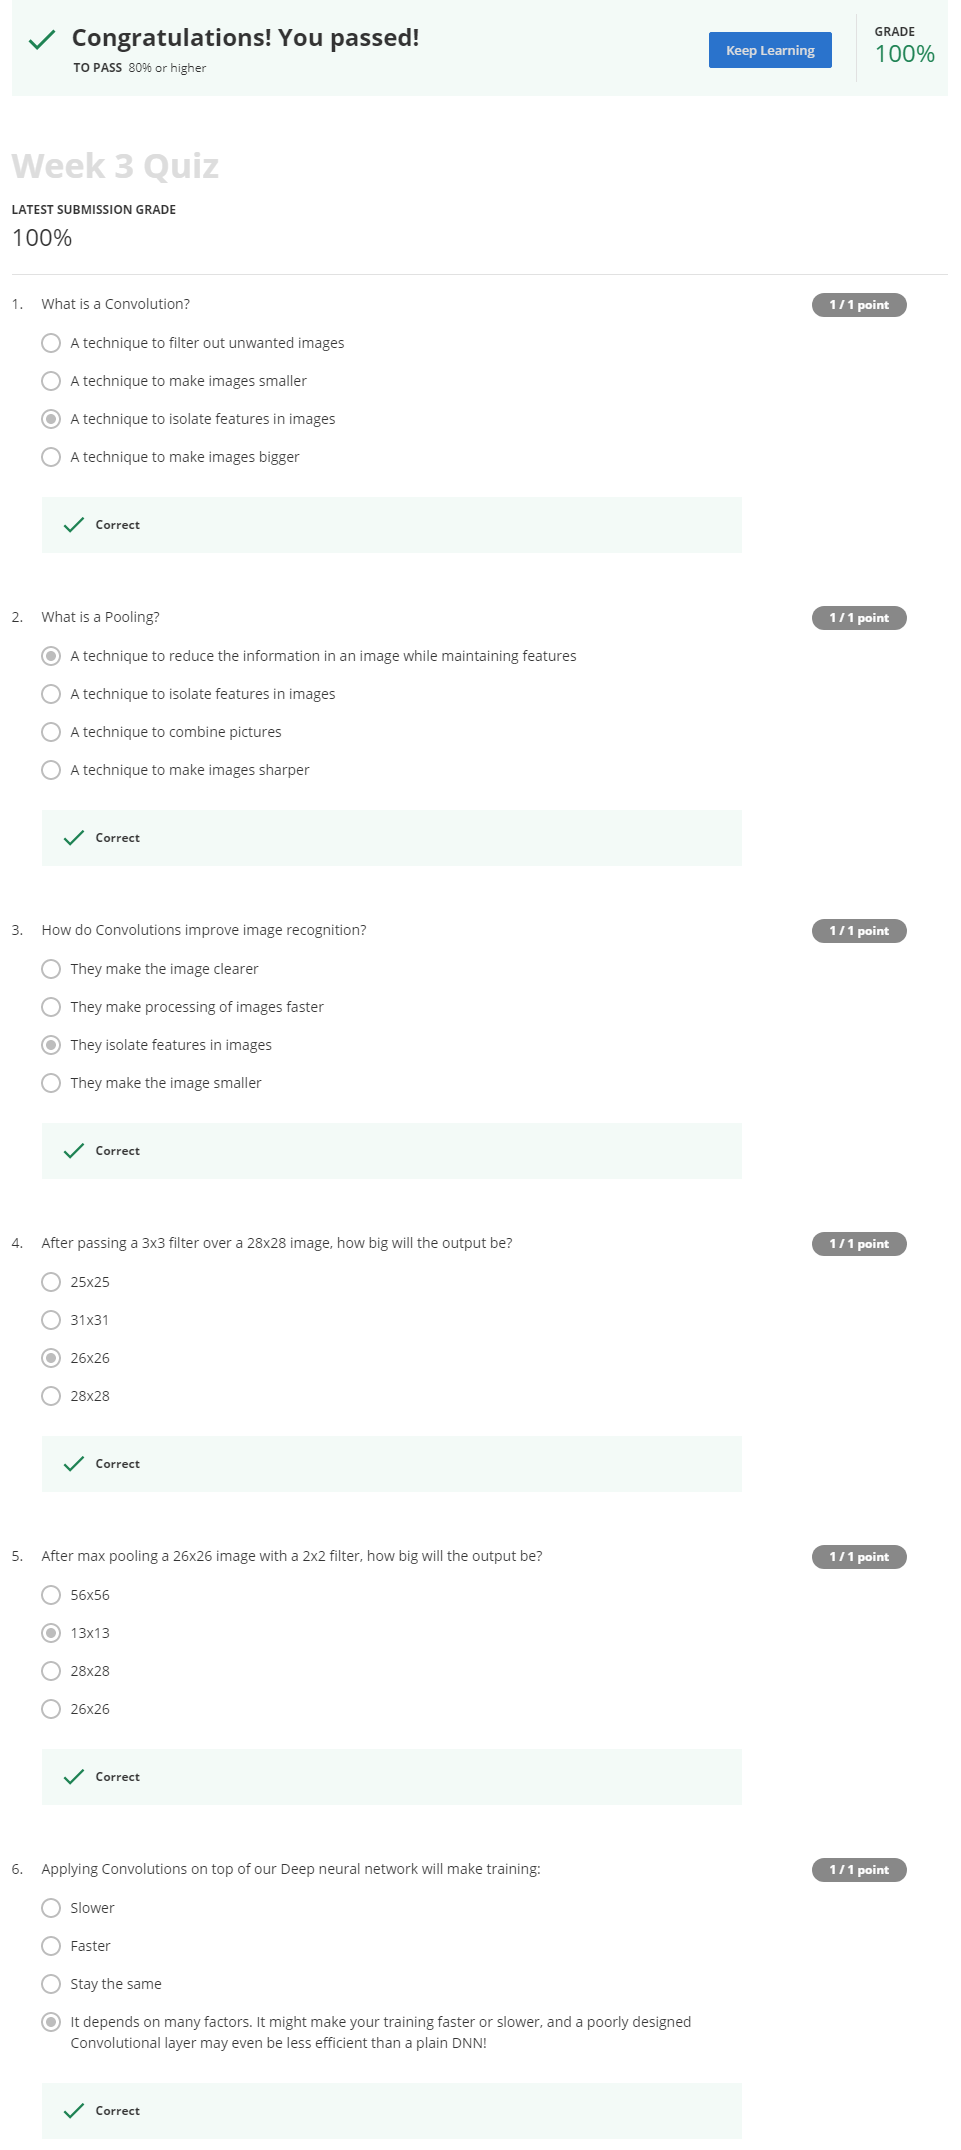 Congratulations! You passed!
TO PASS 80% or higher
Keep Learning
GRADE
100%
Week 3 Quiz
LATEST SUBMISSION GRADE
100%
1. What is a Convolution?
1 / 1 point
A technique to filter out unwanted images
A technique to make images smaller
A technique to isolate features in images
A technique to make images bigger
Correct
2. What is a Pooling?
1 / 1 point
A technique to reduce the information in an image while maintaining features
A technique to isolate features in images
A technique to combine pictures
A technique to make images sharper
Correct
3. How do Convolutions improve image recognition?
1 / 1 point
They make the image clearer
They make processing of images faster
They isolate features in images
They make the image smaller
Correct
4. After passing a 3x3 filter over a 28x28 image, how big will the output be?
1 / 1 point
25x25
31x31
26x26
28x28
Correct
5. After max pooling a 26x26 image with a 2x2 filter, how big will the output be?
1 / 1 point
56x56
13x13
28x28
26x26
Correct
6. Applying Convolutions on top of our Deep neural network will make training:
1 / 1 point
Slower
Faster
Stay the same
It depends on many factors. It might make your training faster or slower, and a poorly designed
Convolutional layer may even be less efficient than a plain DNN!
Correct